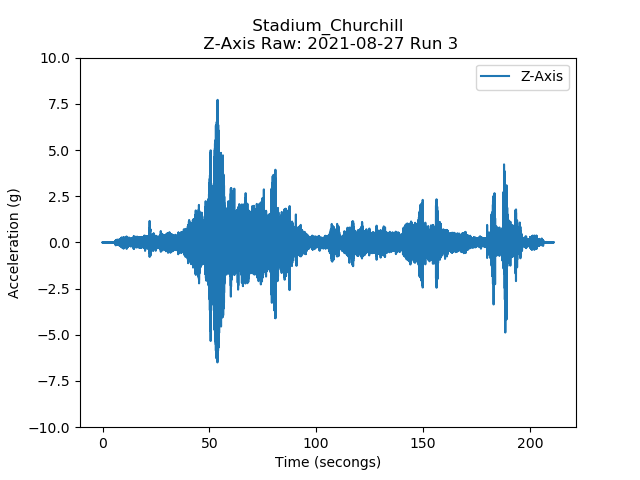 Stadium_Churchill
Z-Axis Raw: 2021-08-27 Run 3
Z-Axis
Acceleration (g)
10.0
7.5
5.0
2.5
0.0
−2.5
−5.0
−7.5
−10.0
0 50 100 150 200
Time (secongs)